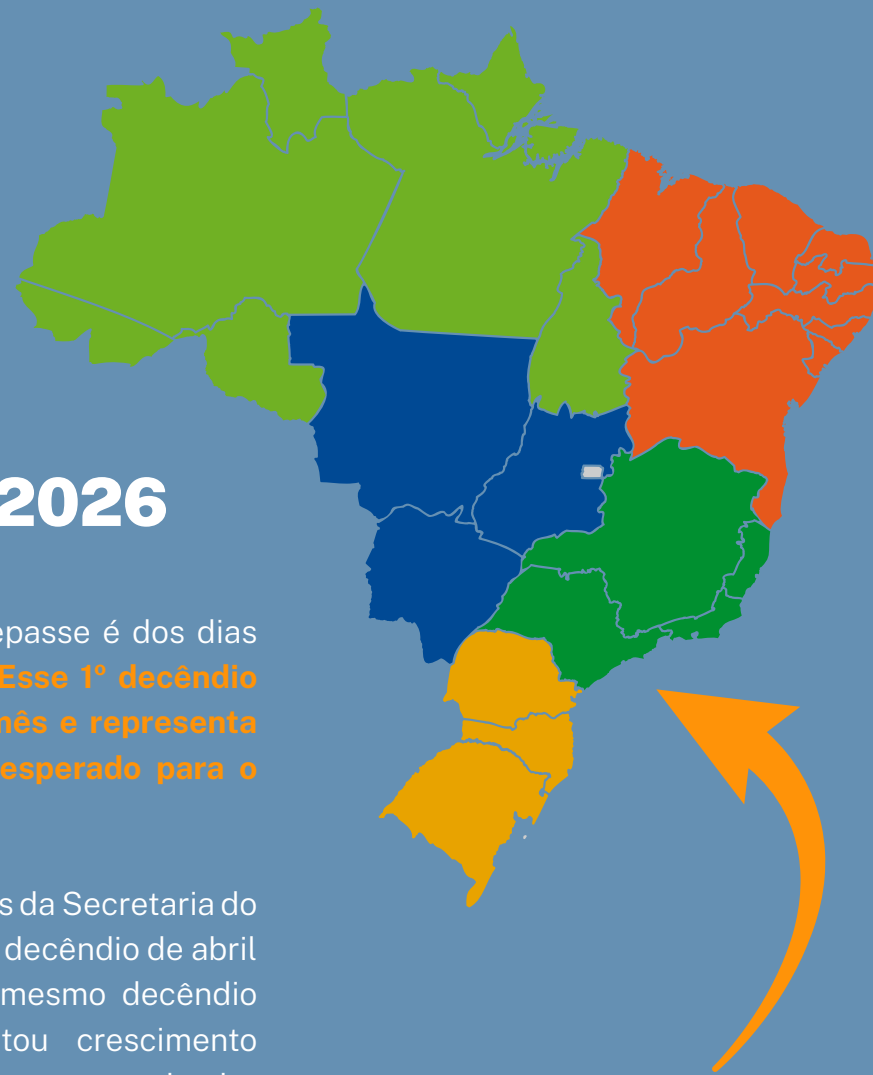 2026
epasse é dos dias
Esse 1º decêndio
mês e representa
esperado para o
s da Secretaria do
decêndio de abril
mesmo decêndio
tou crescimento